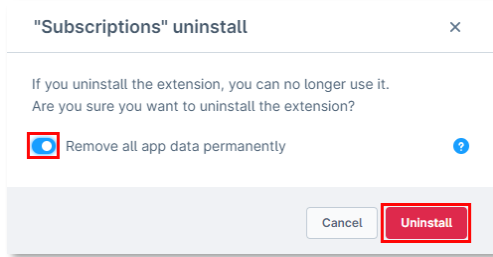 "Subscriptions" uninstall
If you uninstall the extension, you can no longer use it.
Are you sure you want to uninstall the extension?
Remove all app data permanently
?
Cancel
Uninstall